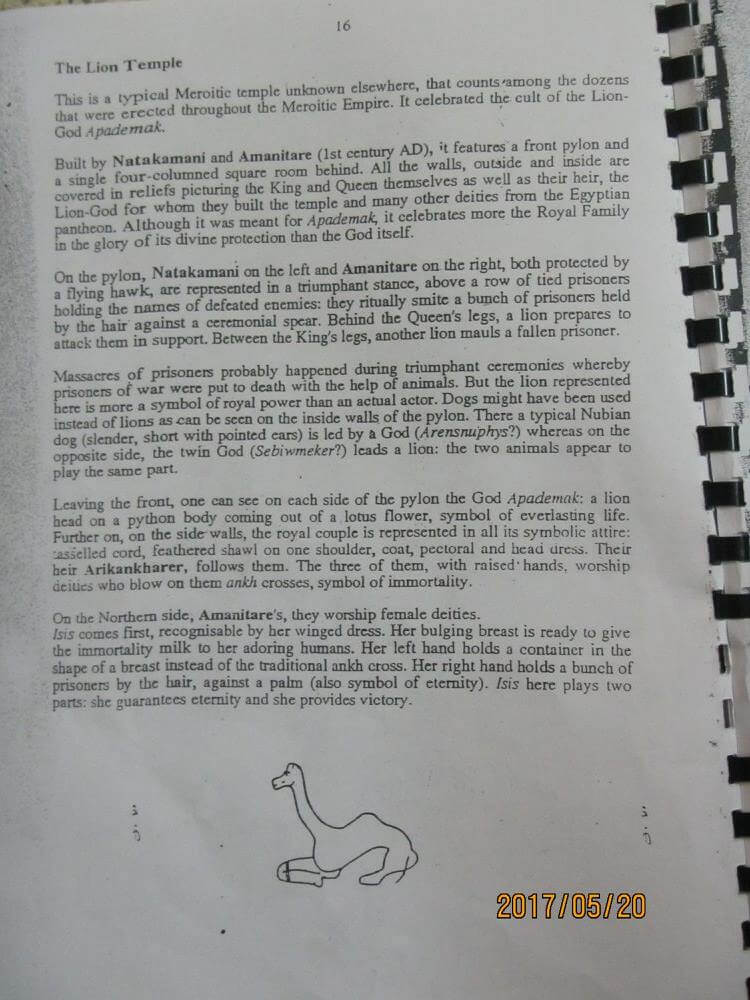 16
The Lion Temple
This is a typical Meroitic temple unknown elsewhere, that counts among the dozens
that were erected throughout the Meroitic Empire. It celebrated the cult of the Lion-
God Apademak.
Built by Natakamani and Amanitare (1st century AD), it features a front pylon and
a single four-columned square room behind. All the walls, outside and inside are
covered in reliefs picturing the King and Queen themselves as well as their heir, the
Lion-God for whom they built the temple and many other deities from the Egyptian
pantheon. Although it was meant for Apademak, it celebrates more the Royal Family
in the glory of its divine protection than the God itself.
On the pylon, Natakamani on the left and Amanitare on the right, both protected by
a flying hawk, are represented in a triumphant stance, above a row of tied prisoners
holding the names of defeated enemies: they ritually smite a bunch of prisoners held
by the hair against a ceremonial spear. Behind the Queen's legs, a lion prepares to
attack them in support. Between the King's legs, another lion mauls a fallen prisoner.
Massacres of prisoners probably happened during triumphant ceremonies whereby
prisoners of war were put to death with the help of animals. But the lion represented
here is more a symbol of royal power than an actual actor. Dogs might have been used
instead of lions as can be seen on the inside walls of the pylon. There a typical Nubian
dog (slender, short with pointed ears) is led by a God (Arensnuphys?) whereas on the
opposite side, the twin God (Sebiwmeker?) leads a lion: the two animals appear to
play the same part.
Leaving the front, one can see on each side of the pylon the God Apademak: a lion
head on a python body coming out of a lotus flower, symbol of everlasting life.
Further on, on the side walls, the royal couple is represented in all its symbolic attire:
tasselled cord, feathered shawl on one shoulder, coat, pectoral and head dress. Their
heir Arikankharer, follows them. The three of them, with raised hands, worship
deities who blow on them ankh crosses, symbol of immortality.
On the Northern side, Amanitare's, they worship female deities.
Isis comes first, recognisable by her winged dress. Her bulging breast is ready to give
the immortality milk to her adoring humans. Her left hand holds a container in the
shape of a breast instead of the traditional ankh cross. Her right hand holds a bunch of
prisoners by the hair, against a palm (also symbol of eternity). Isis here plays two
parts: she guarantees eternity and she provides victory.
2017/05/20